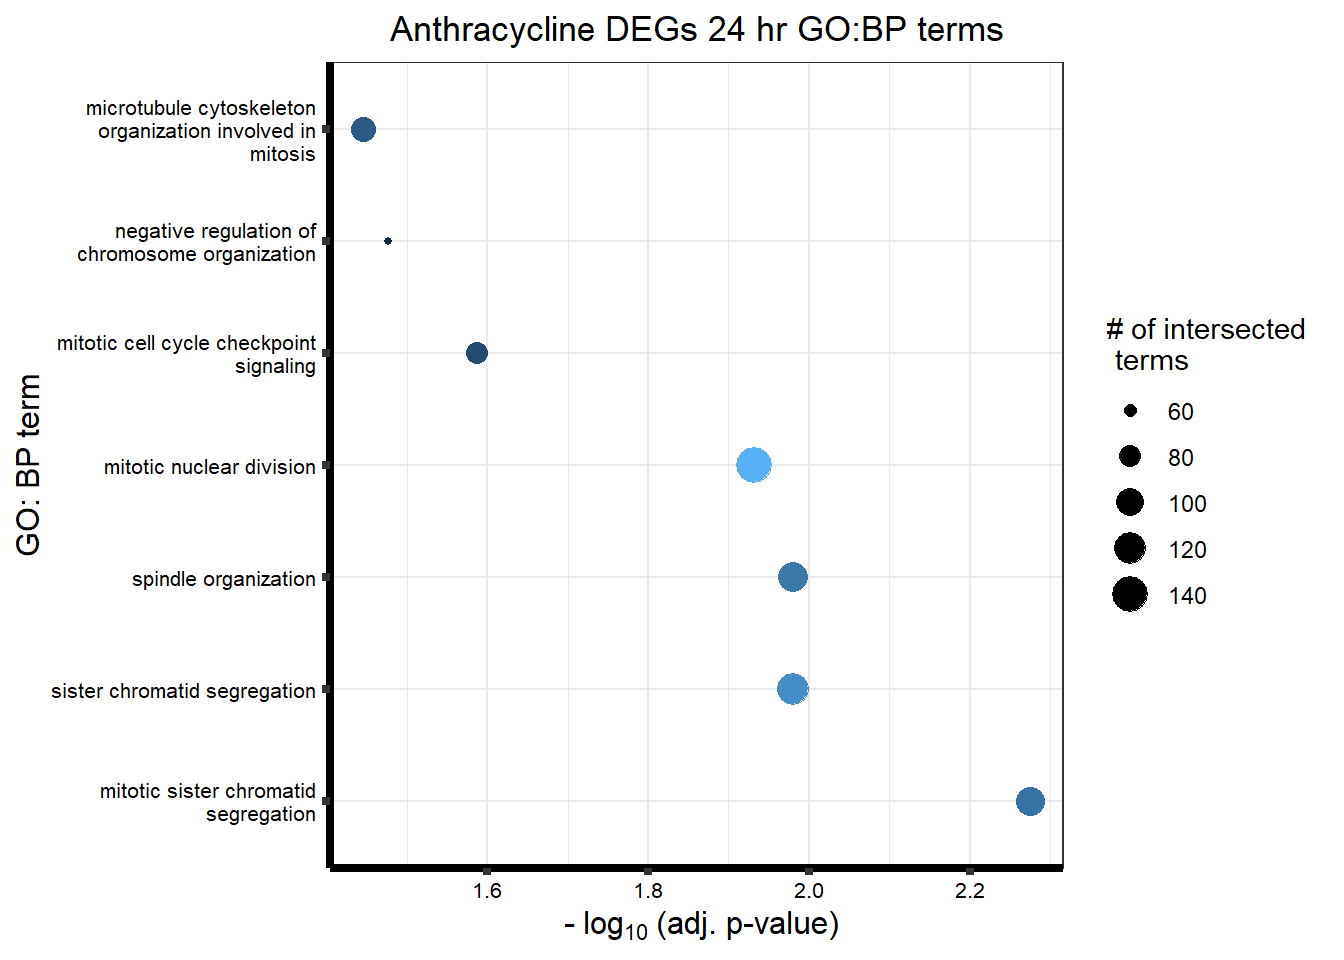 Anthracycline DEGs 24 hr GO:BP terms
GO: BP term
microtubule cytoskeleton
organization involved in
mitosis
negative regulation of
chromosome organization
mitotic cell cycle checkpoint
signaling
mitotic nuclear division
spindle organization
sister chromatid segregation
mitotic sister chromatid
segregation
1.6 1.8 2.0 2.2
- log10 (adj. p-value)
# of intersected
terms
60
80
100
120
140